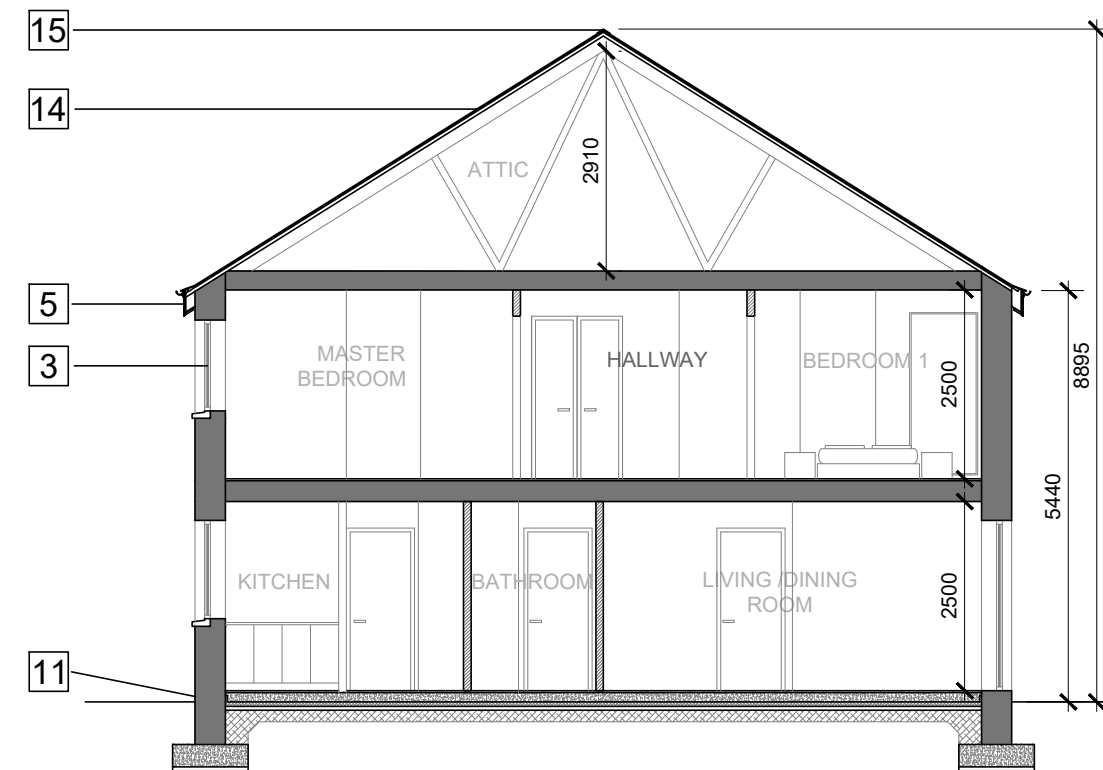 15
14
ATTIC
2910
5
3
MASTER
BEDROOM
HALLWAY
BEDROOM 1
2500
8895
5440
KITCHEN
BATHROOM
LIVING /DINING
ROOM
2500
11